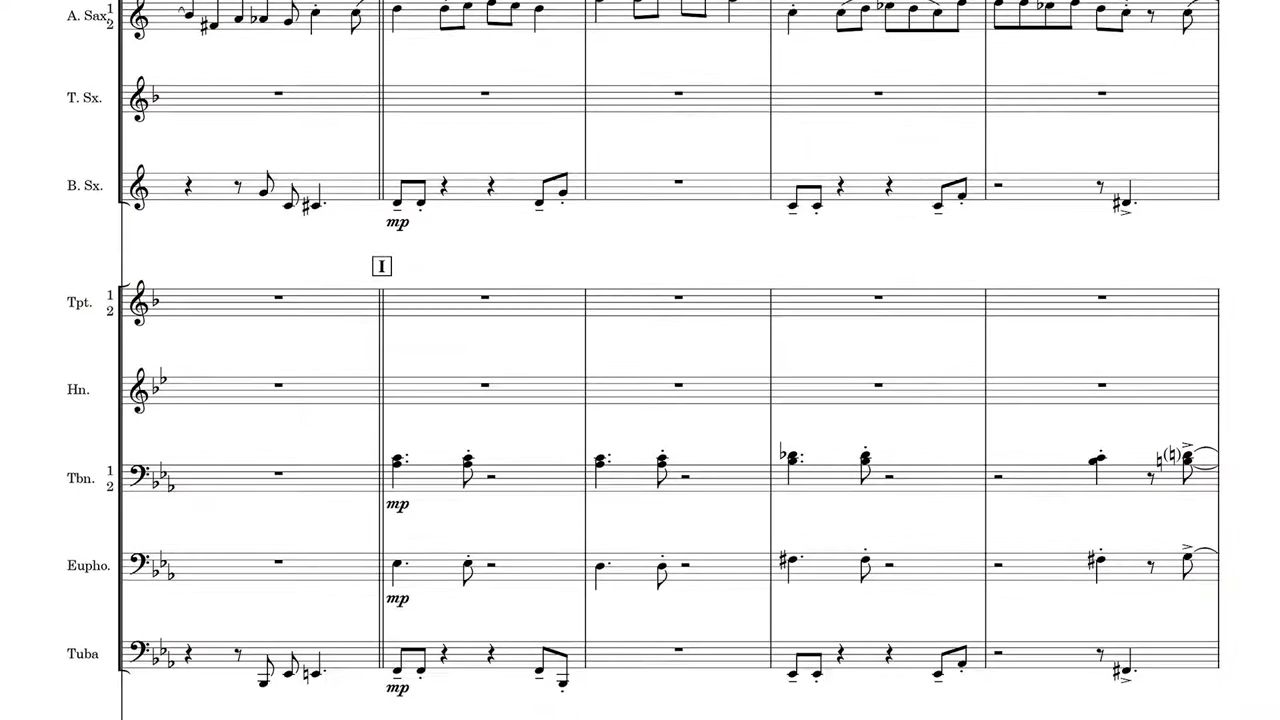 A. Sax. 1 2
T. Sx.
B. Sx.
mp
I
Tpt. 1 2
Hn.
Tbn. 1 2
mp
Eupho.
mp
Tuba
mp